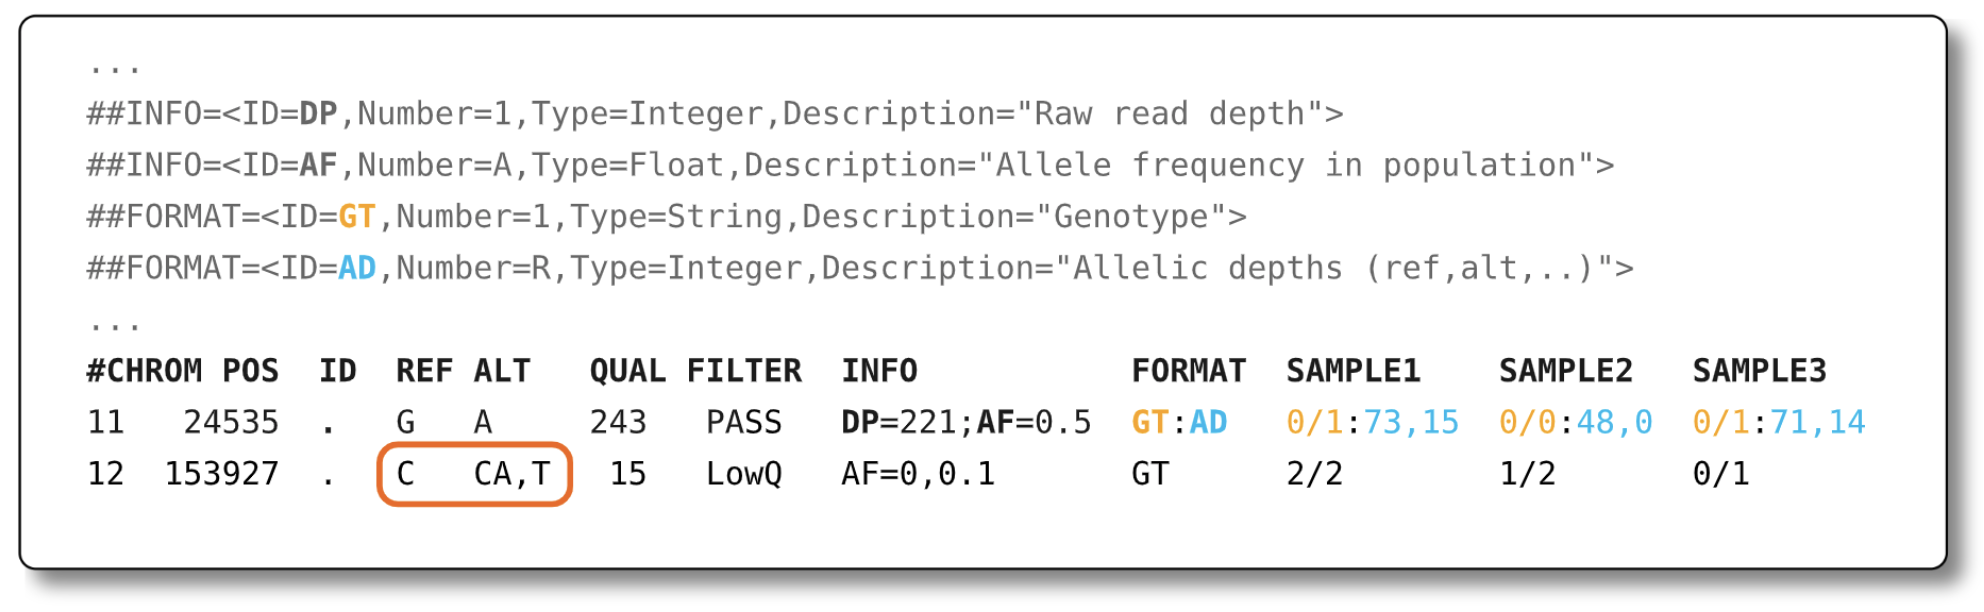 ...
##INFO=<ID=DP,Number=1,Type=Integer,Description="Raw read depth">
##INFO=<ID=AF,Number=A,Type=Float,Description="Allele frequency in population">
##FORMAT=<ID=GT,Number=1,Type=String,Description="Genotype">
##FORMAT=<ID=AD,Number=R,Type=Integer,Description="Allelic depths (ref,alt,..)">
...
#CHROM POS ID REF ALT QUAL FILTER INFO FORMAT SAMPLE1 SAMPLE2 SAMPLE3
11 24535 . G A 243 PASS DP=221;AF=0.5 GT:AD 0/1:73,15 0/0:48,0 0/1:71,14
12 153927 . C CA,T 15 LowQ AF=0,0.1 GT 2/2 1/2 0/1